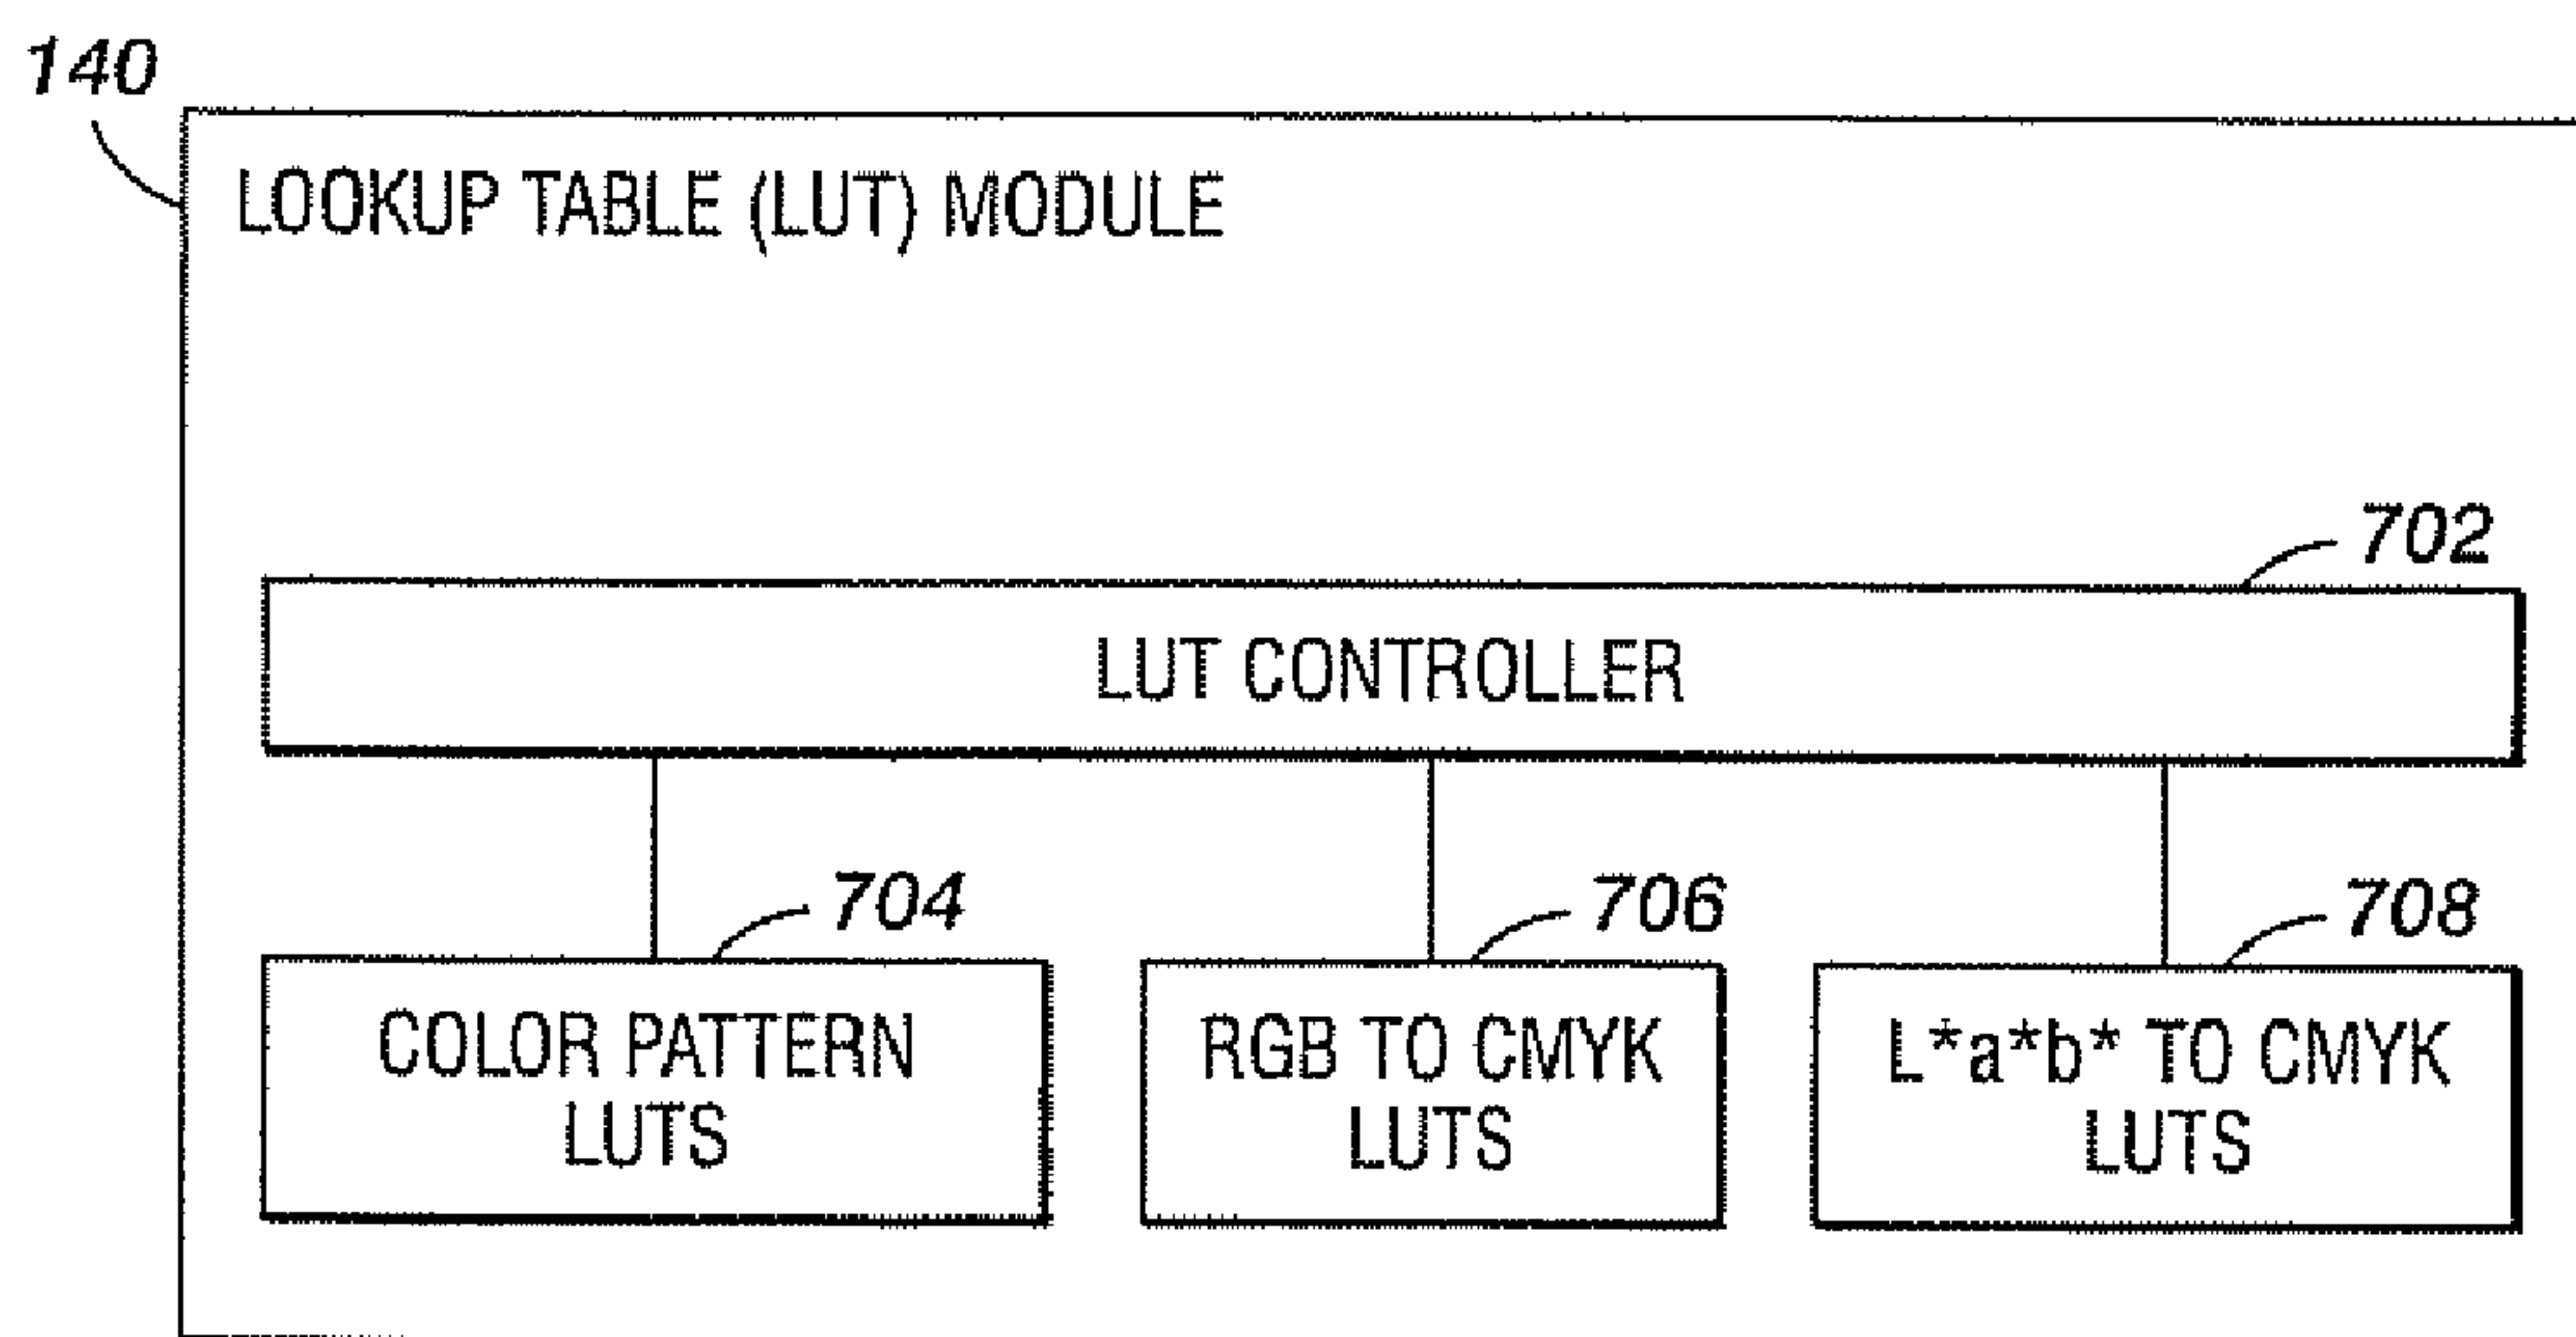 140
LOOKUP TABLE (LUT) MODULE
702
LUT CONTROLLER
704
706
708
COLOR PATTERN
LUTS
RGB TO CMYK
LUTS
L*a*b* TO CMYK
LUTS